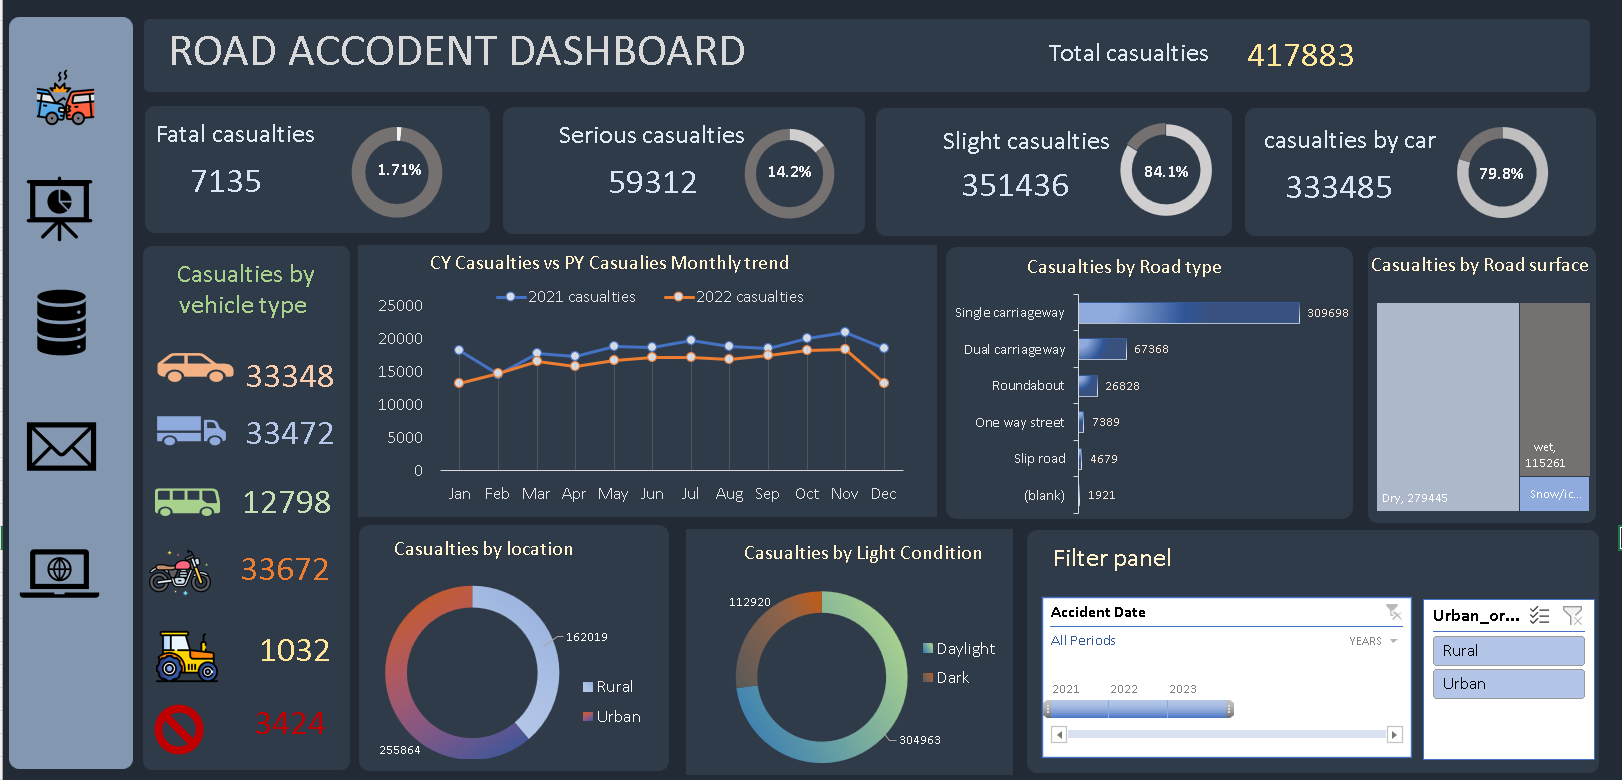 ROAD ACCODENT DASHBOARD
Total casualties 417883
Fatal casualties
7135
1.71%
Serious casualties
59312
14.2%
Slight casualties
351436
84.1%
casualties by car
333485
79.8%
Casualties by
vehicle type
33348
33472
12798
33672
1032
3424
CY Casualties vs PY Casualies Monthly trend
2021 casualties 2022 casualties
25000
20000
15000
10000
5000
0
Jan Feb Mar Apr May Jun Jul Aug Sep Oct Nov Dec
Casualties by Road type
Single carriageway 309698
Dual carriageway 67368
Roundabout 26828
One way street 7389
Slip road 4679
(blank) 1921
Casualties by Road surface
wet,
115261
Dry, 279445
Snow/ic...
Casualties by location
162019
Rural
Urban
255864
Casualties by Light Condition
112920
Daylight
Dark
304963
Filter panel
Accident Date
All Periods YEARS
2021 2022 2023
Urban_or...
Rural
Urban